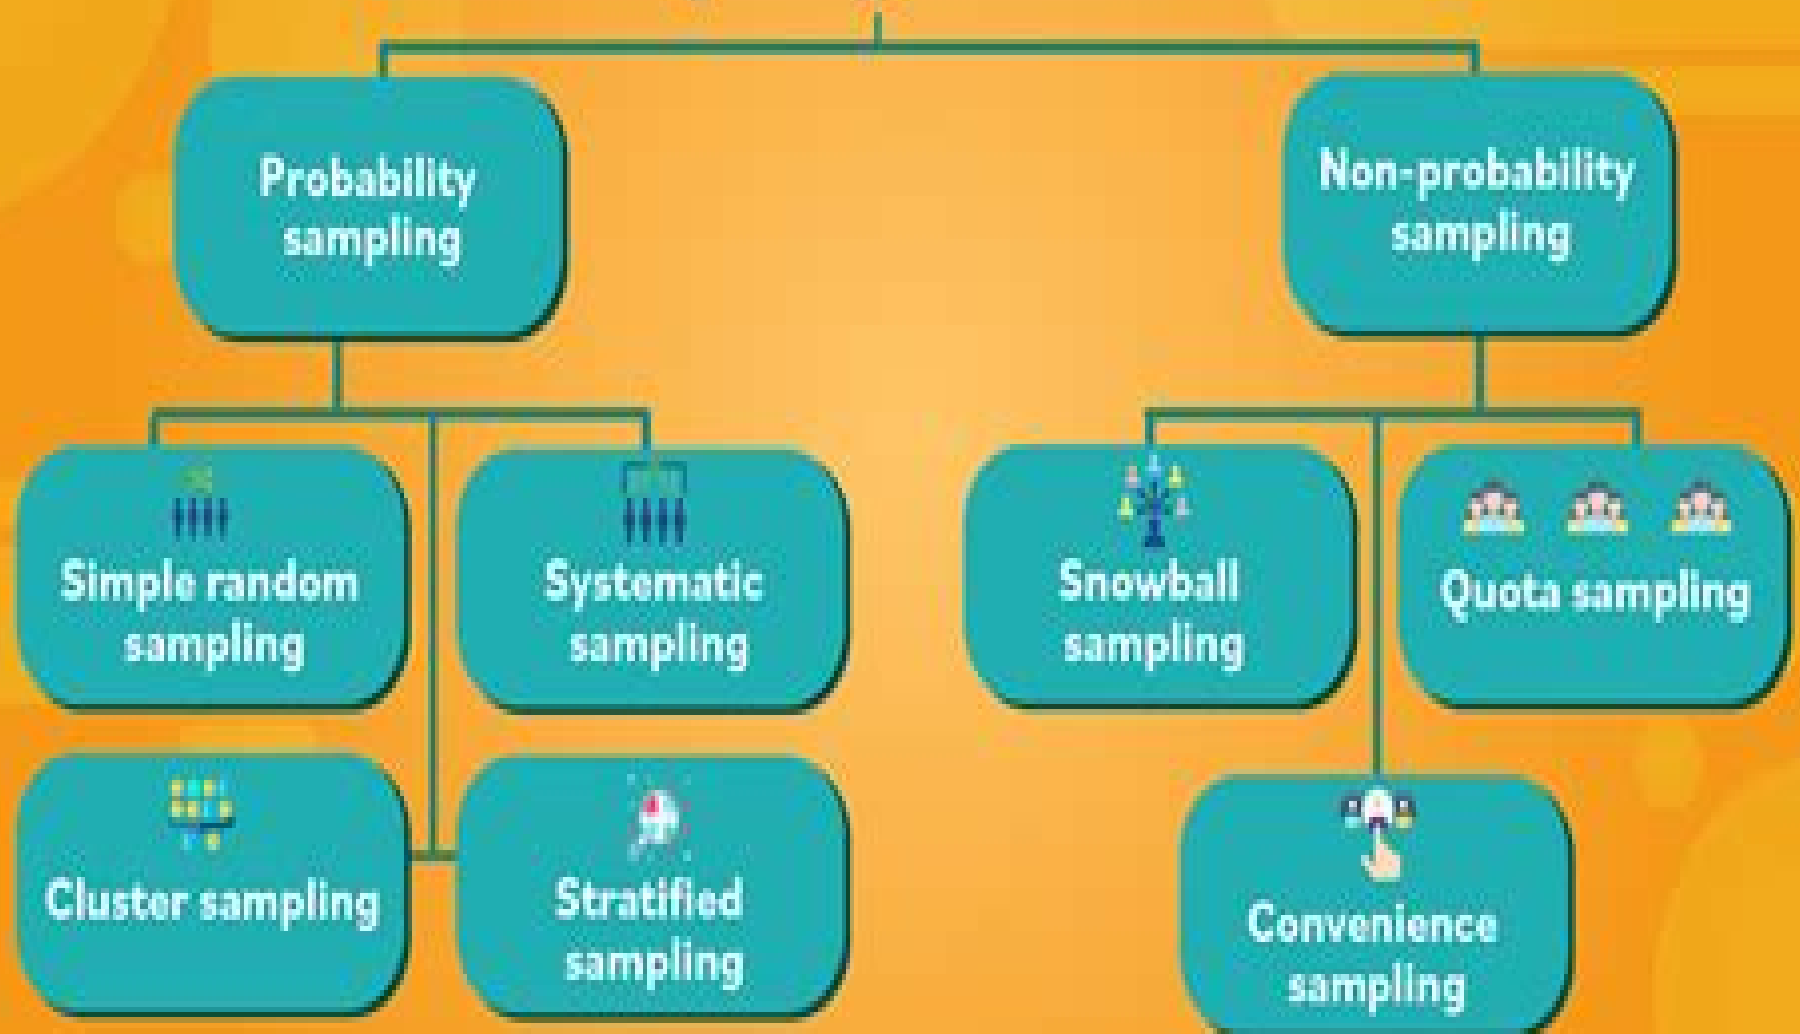 Probability
sampling
Non-probability
sampling
Simple random
sampling
Systematic
sampling
Snowball
sampling
Quota sampling
Cluster sampling
Stratified
sampling
Convenience
sampling